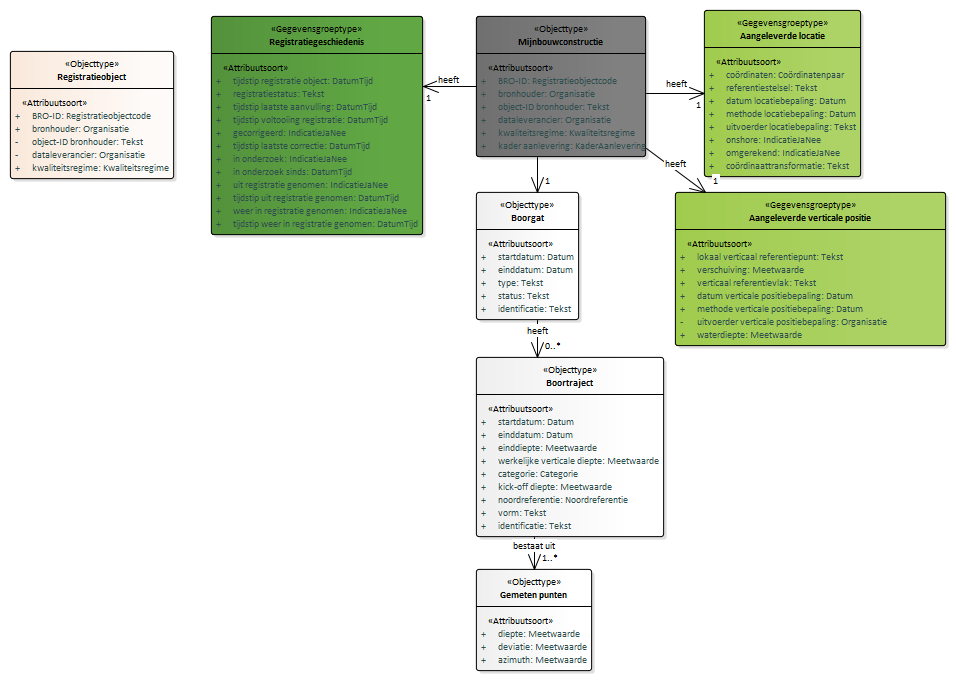 «Objecttype»
Registratieobject
«Attribuutsoort»
+ BRO-ID: Registratieobjectcode
+ bronhouder: Organisatie
- object-ID bronhouder: Tekst
- dataleverancier: Organisatie
+ kwaliteitsregime: Kwaliteitsregime
«Gegevensgroeptype»
Registratiegeschiedenis
«Attribuutsoort»
+ tijdstip registratie object: DatumTijd
+ registratiestatus: Tekst
+ tijdstip laatste aanvulling: DatumTijd
+ tijdstip voltooiing registratie: DatumTijd
+ gecorrigeerd: IndicatieJaNee
+ tijdstip laatste correctie: DatumTijd
+ in onderzoek: IndicatieJaNee
+ in onderzoek sinds: DatumTijd
+ uit registratie genomen: IndicatieJaNee
+ tijdstip uit registratie genomen: DatumTijd
+ weer in registratie genomen: IndicatieJaNee
+ tijdstip weer in registratie genomen: DatumTijd
heeft
1
«Objecttype»
Mijnbouwconstructie
«Attribuutsoort»
+ BRO-ID: Registratieobjectcode
+ bronhouder: Organisatie
+ object-ID bronhouder: Tekst
+ dataleverancier: Organisatie
+ kwaliteitsregime: Kwaliteitsregime
+ kader aanlevering: KaderAanlevering
heeft
1
«Gegevensgroeptype»
Aangeleverde locatie
«Attribuutsoort»
+ coördinaten: Coördinatenpaar
+ referentiestelsel: Tekst
+ datum locatiebepaling: Datum
+ methode locatiebepaling: Datum
+ uitvoerder locatiebepaling: Tekst
+ onshore: IndicatieJaNee
+ omgerekend: IndicatieJaNee
+ coördinaattransformatie: Tekst
heeft
1
«Gegevensgroeptype»
Aangeleverde verticale positie
«Attribuutsoort»
+ lokaal verticaal referentiepunt: Tekst
+ verschuiving: Meetwaarde
+ verticaal referentievlak: Tekst
+ datum verticale positiebepaling: Datum
+ methode verticale positiebepaling: Datum
- uitvoerder verticale positiebepaling: Organisatie
+ waterdiepte: Meetwaarde
1
«Objecttype»
Boorgat
«Attribuutsoort»
+ startdatum: Datum
+ einddatum: Datum
+ type: Tekst
+ status: Tekst
+ identificatie: Tekst
heeft
0..*
«Objecttype»
Boortraject
«Attribuutsoort»
+ startdatum: Datum
+ einddatum: Datum
+ einddiepte: Meetwaarde
+ werkelijke verticale diepte: Meetwaarde
+ categorie: Categorie
+ kick-off diepte: Meetwaarde
+ noordreferentie: Noordreferentie
+ vorm: Tekst
+ identificatie: Tekst
bestaat uit
1..*
«Objecttype»
Gemeten punten
«Attribuutsoort»
+ diepte: Meetwaarde
+ deviatie: Meetwaarde
+ azimuth: Meetwaarde